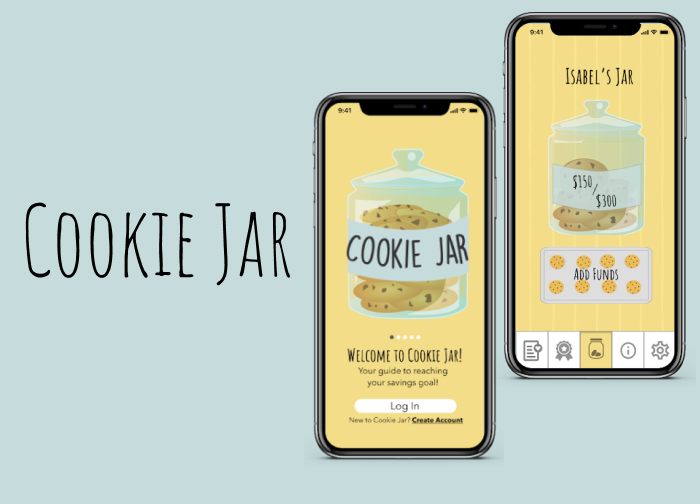 Cookie Jar
9:41
COOKIE JAR
Welcome to Cookie Jar!
Your guide to reaching
your savings goal!
Log In
New to Cookie Jar? Create Account
9:41
Isabel's Jar
$150/
$300
Add Funds